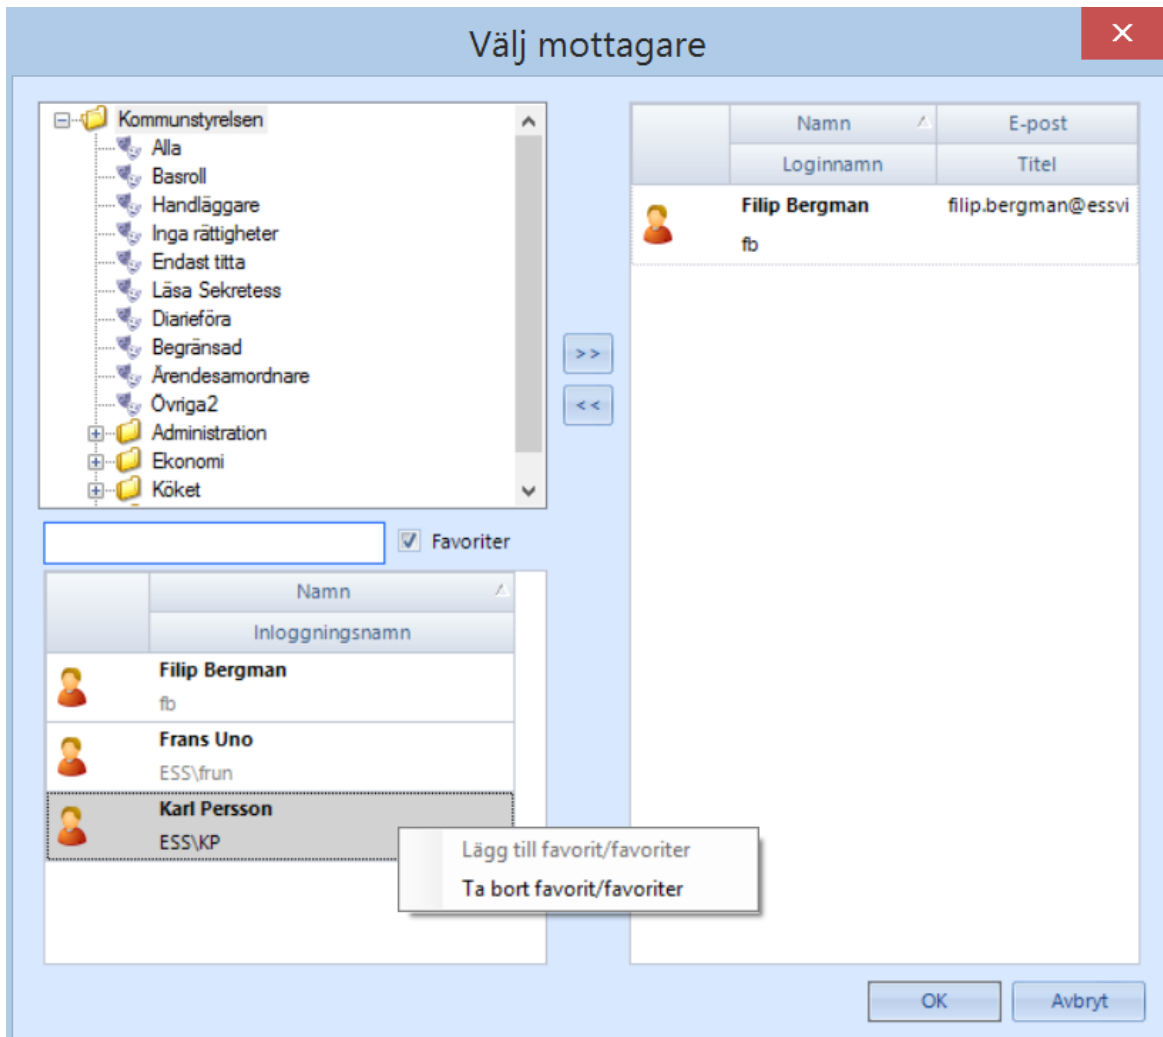 Välj mottagare
Kommunstyrelsen
Alla
Basroll
Handläggare
Inga rättigheter
Endast titta
Läsa Sekretess
Diarieföra
Begränsad
Ärendesamordnare
Övriga2
Administration
Ekonomi
Köket
Favoriter
Namn
Inloggningsnamn
Filip Bergman
fb
Frans Uno
ESS\frun
Karl Persson
ESS\KP
Lägg till favorit/favoriter
Ta bort favorit/favoriter
>>
<<
Namn E-post
Loginnamn Titel
Filip Bergman filip.bergman@essvi
fb
OK Avbryt